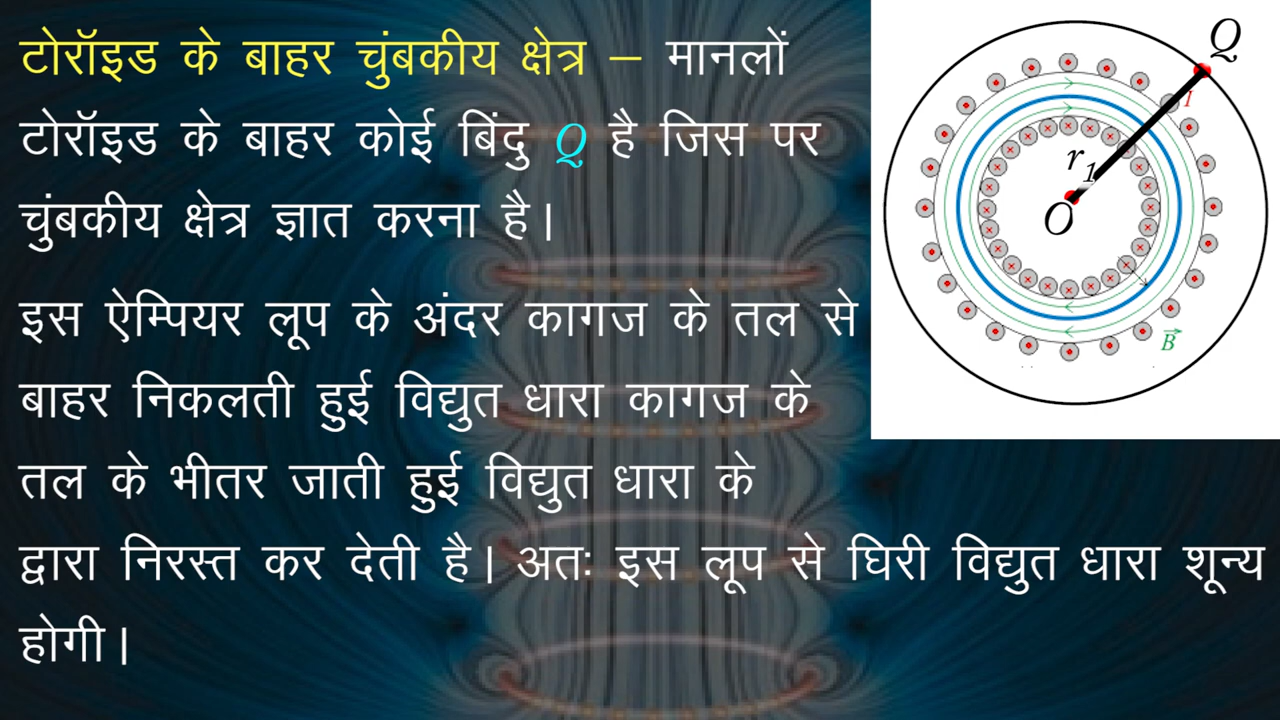 टोरॉइड के बाहर चुंबकीय क्षेत्र – मानलों
टोरॉइड के बाहर कोई बिंदु Q है जिस पर
चुंबकीय क्षेत्र ज्ञात करना है।
इस ऐम्पियर लूप के अंदर कागज के तल से
बाहर निकलती हुई विद्युत धारा कागज के
तल के भीतर जाती हुई विद्युत धारा के
द्वारा निरस्त कर देती है। अतः इस लूप से घिरी विद्युत धारा शून्य
होगी।
Q
I
r₁
O
B⃗